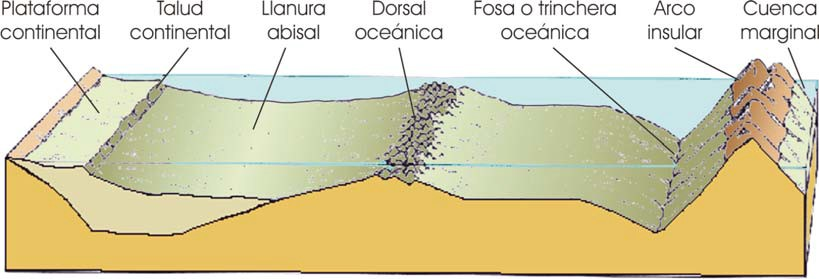 Plataforma
continental
Talud
continental
Llanura
abisal
Dorsal
oceánica
Fosa o trinchera
oceánica
Arco
insular
Cuenca
marginal